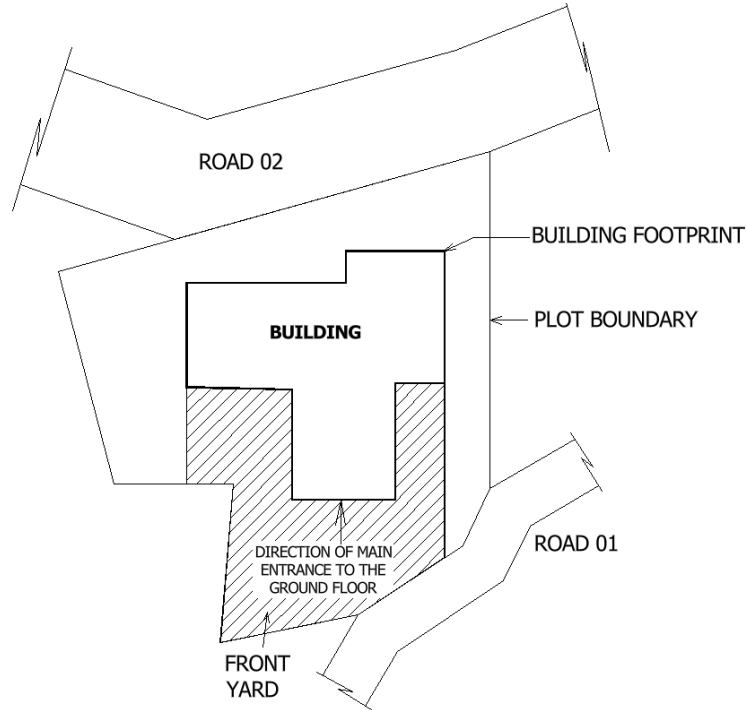 ROAD 02
BUILDING FOOTPRINT
PLOT BOUNDARY
BUILDING
ROAD 01
DIRECTION OF MAIN
ENTRANCE TO THE
GROUND FLOOR
FRONT
YARD